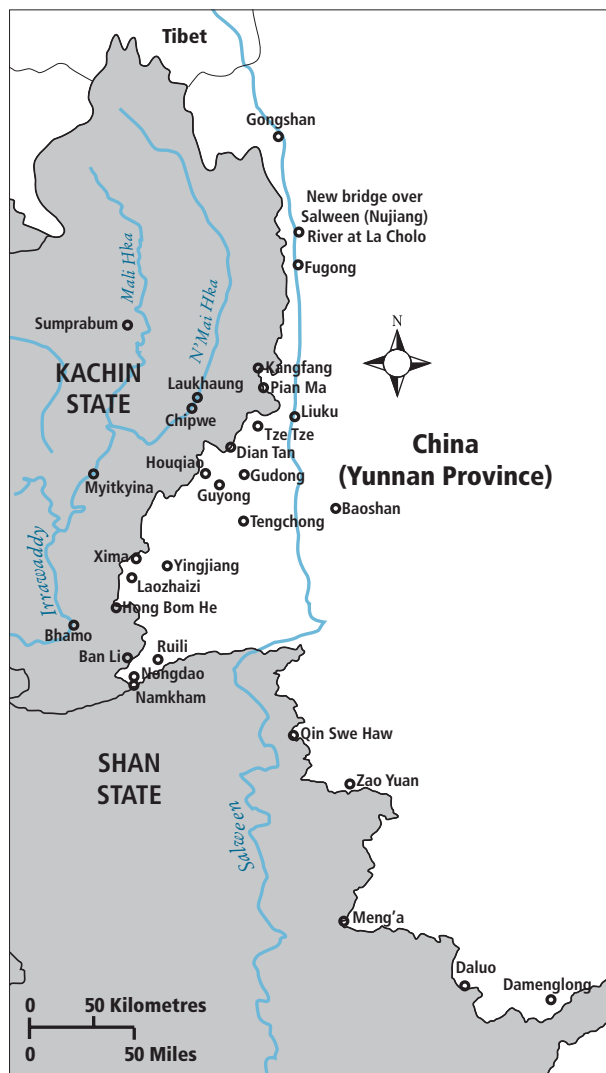 Tibet
Gongshan
New bridge over
Salween (Nujiang)
River at La Cholo
Fugong
Mali Hka
N'Mai Hka
Sumprabum
N
KACHIN
STATE
Laukhaung
Chipwe
Kangfang
Pian Ma
Liuku
Tze Tze
China
(Yunnan Province)
Dian Tan
Houqiao
Gudong
Myitkyina
Guyong
Baoshan
Tengchong
Irrawaddy
Xima
Yingjiang
Laozhaizi
Hong Bom He
Bhamo
Ruili
Ban Li
Nongdao
Namkham
Qin Swe Haw
SHAN
STATE
Zao Yuan
Salween
Meng'a
Daluo
Damenglong
0 50 Kilometres
0 50 Miles